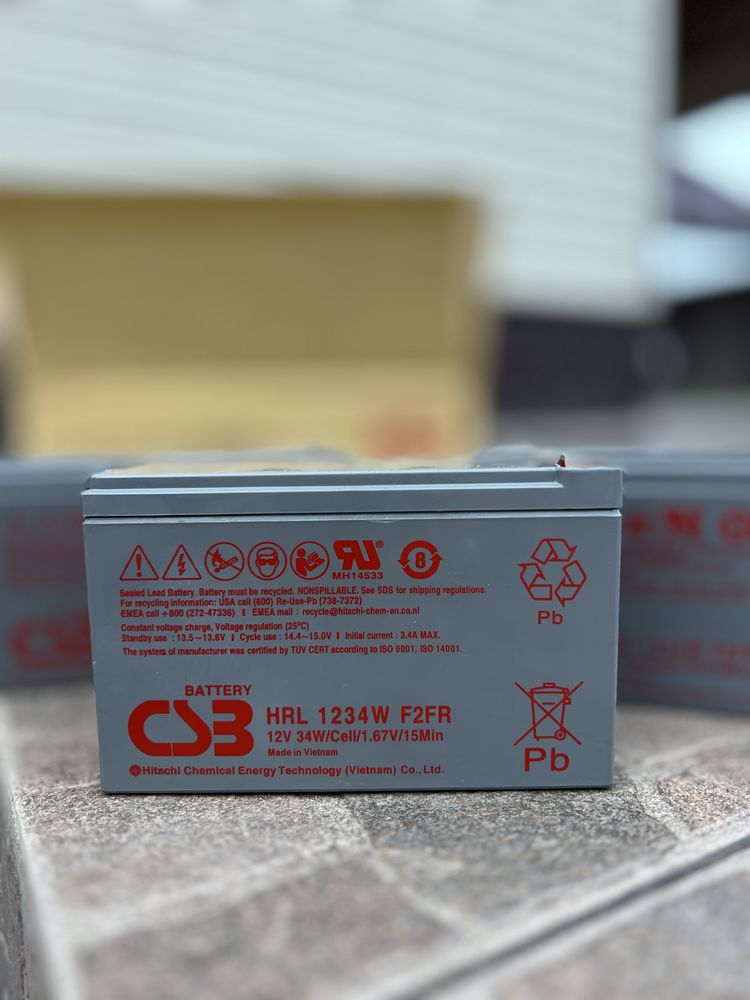 RU®
MH14533
8
Sealed Lead Battery. Battery must be recycled. NONSPILLABLE. See SDS for shipping regulations.
For recycling information: USA call (800) Re-Use-Pb (738-7372)
EMEA call +800 (272-47336) I EMEA mail : recycle@hitachi-chem-en.co.nl
Constant voltage charge, Voltage regulation (25ºC)
Standby use : 13.5~13.8V I Cycle use : 14.4~15.0V I Initial current : 3.4A MAX.
The system of manufacturer was certified by TUV CERT according to ISO 9001, ISO 14001.
Pb
BATTERY
CSB
HRL 1234W F2FR
12V 34W/Cell/1.67V/15Min
Made in Vietnam
Hitachi Chemical Energy Technology (Vietnam) Co., Ltd.
Pb